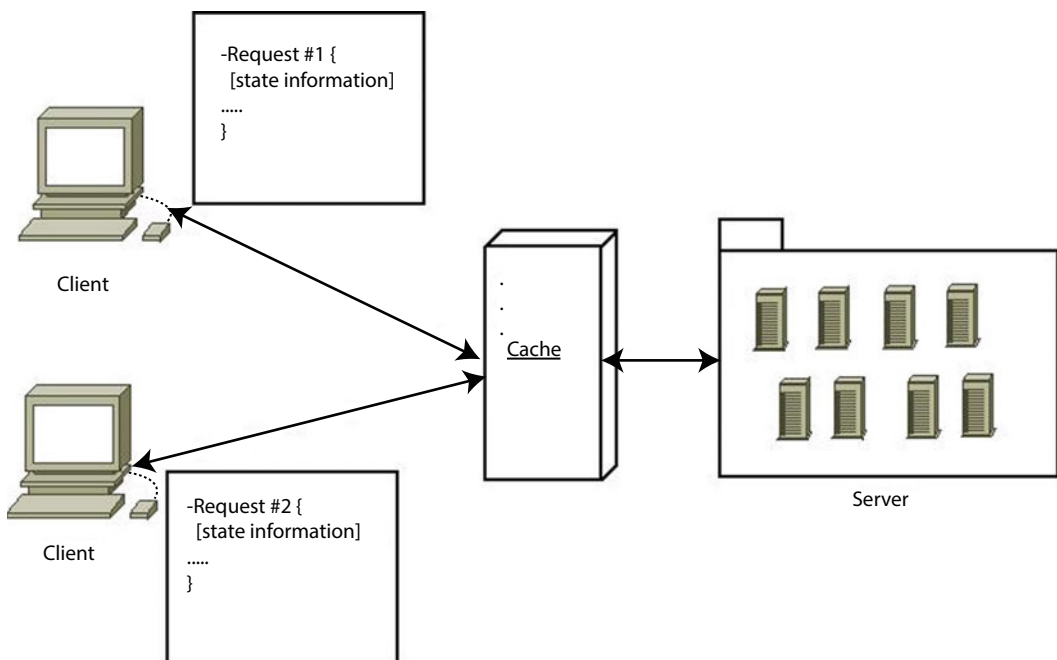 -Request #1 {
[state information]
.....
}
Client
.
.
.
Cache
Client
-Request #2 {
[state information]
.....
}
Server